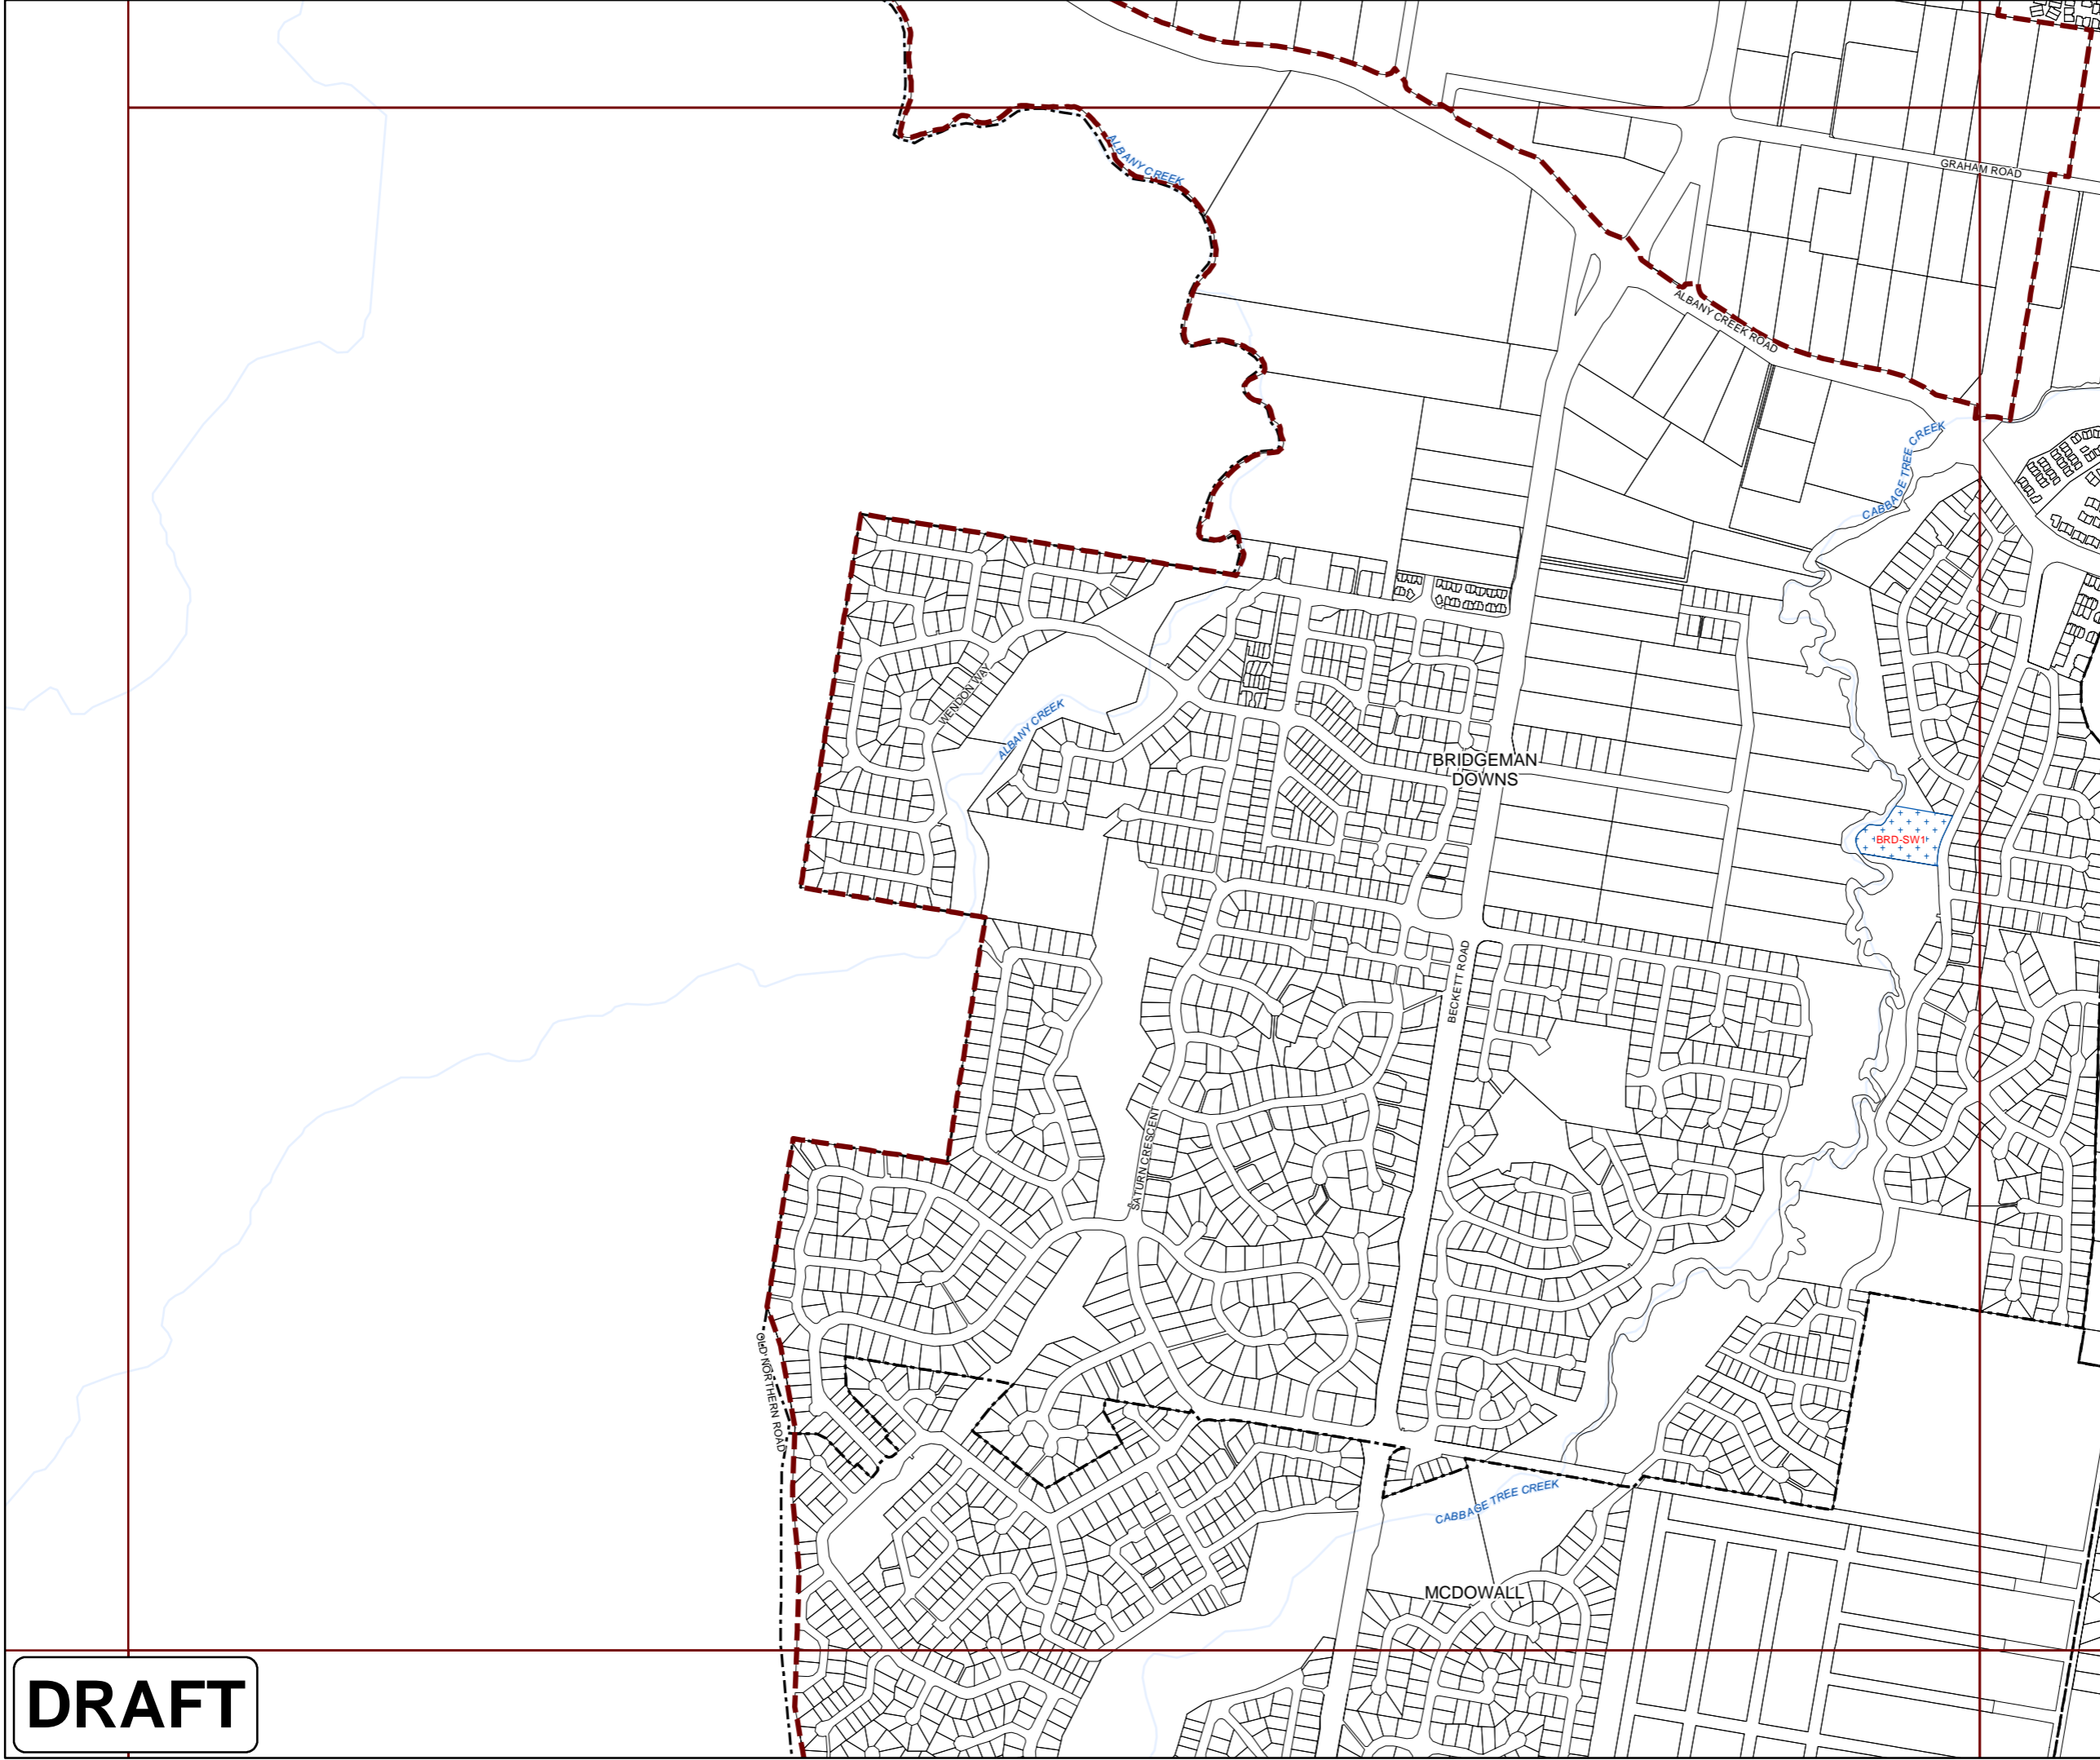 ALBANY CREEK
GRAHAM ROAD
ALBANY CREEK ROAD
CABBAGE TREE CREEK
WENDON WAY
ALBANY CREEK
BRIDGEMAN
DOWNS
BRD-SW1
BECKETT ROAD
SATURN CRESCENT
OLD NORTHERN ROAD
CABBAGE TREE CREEK
MCDOWALL
DRAFT